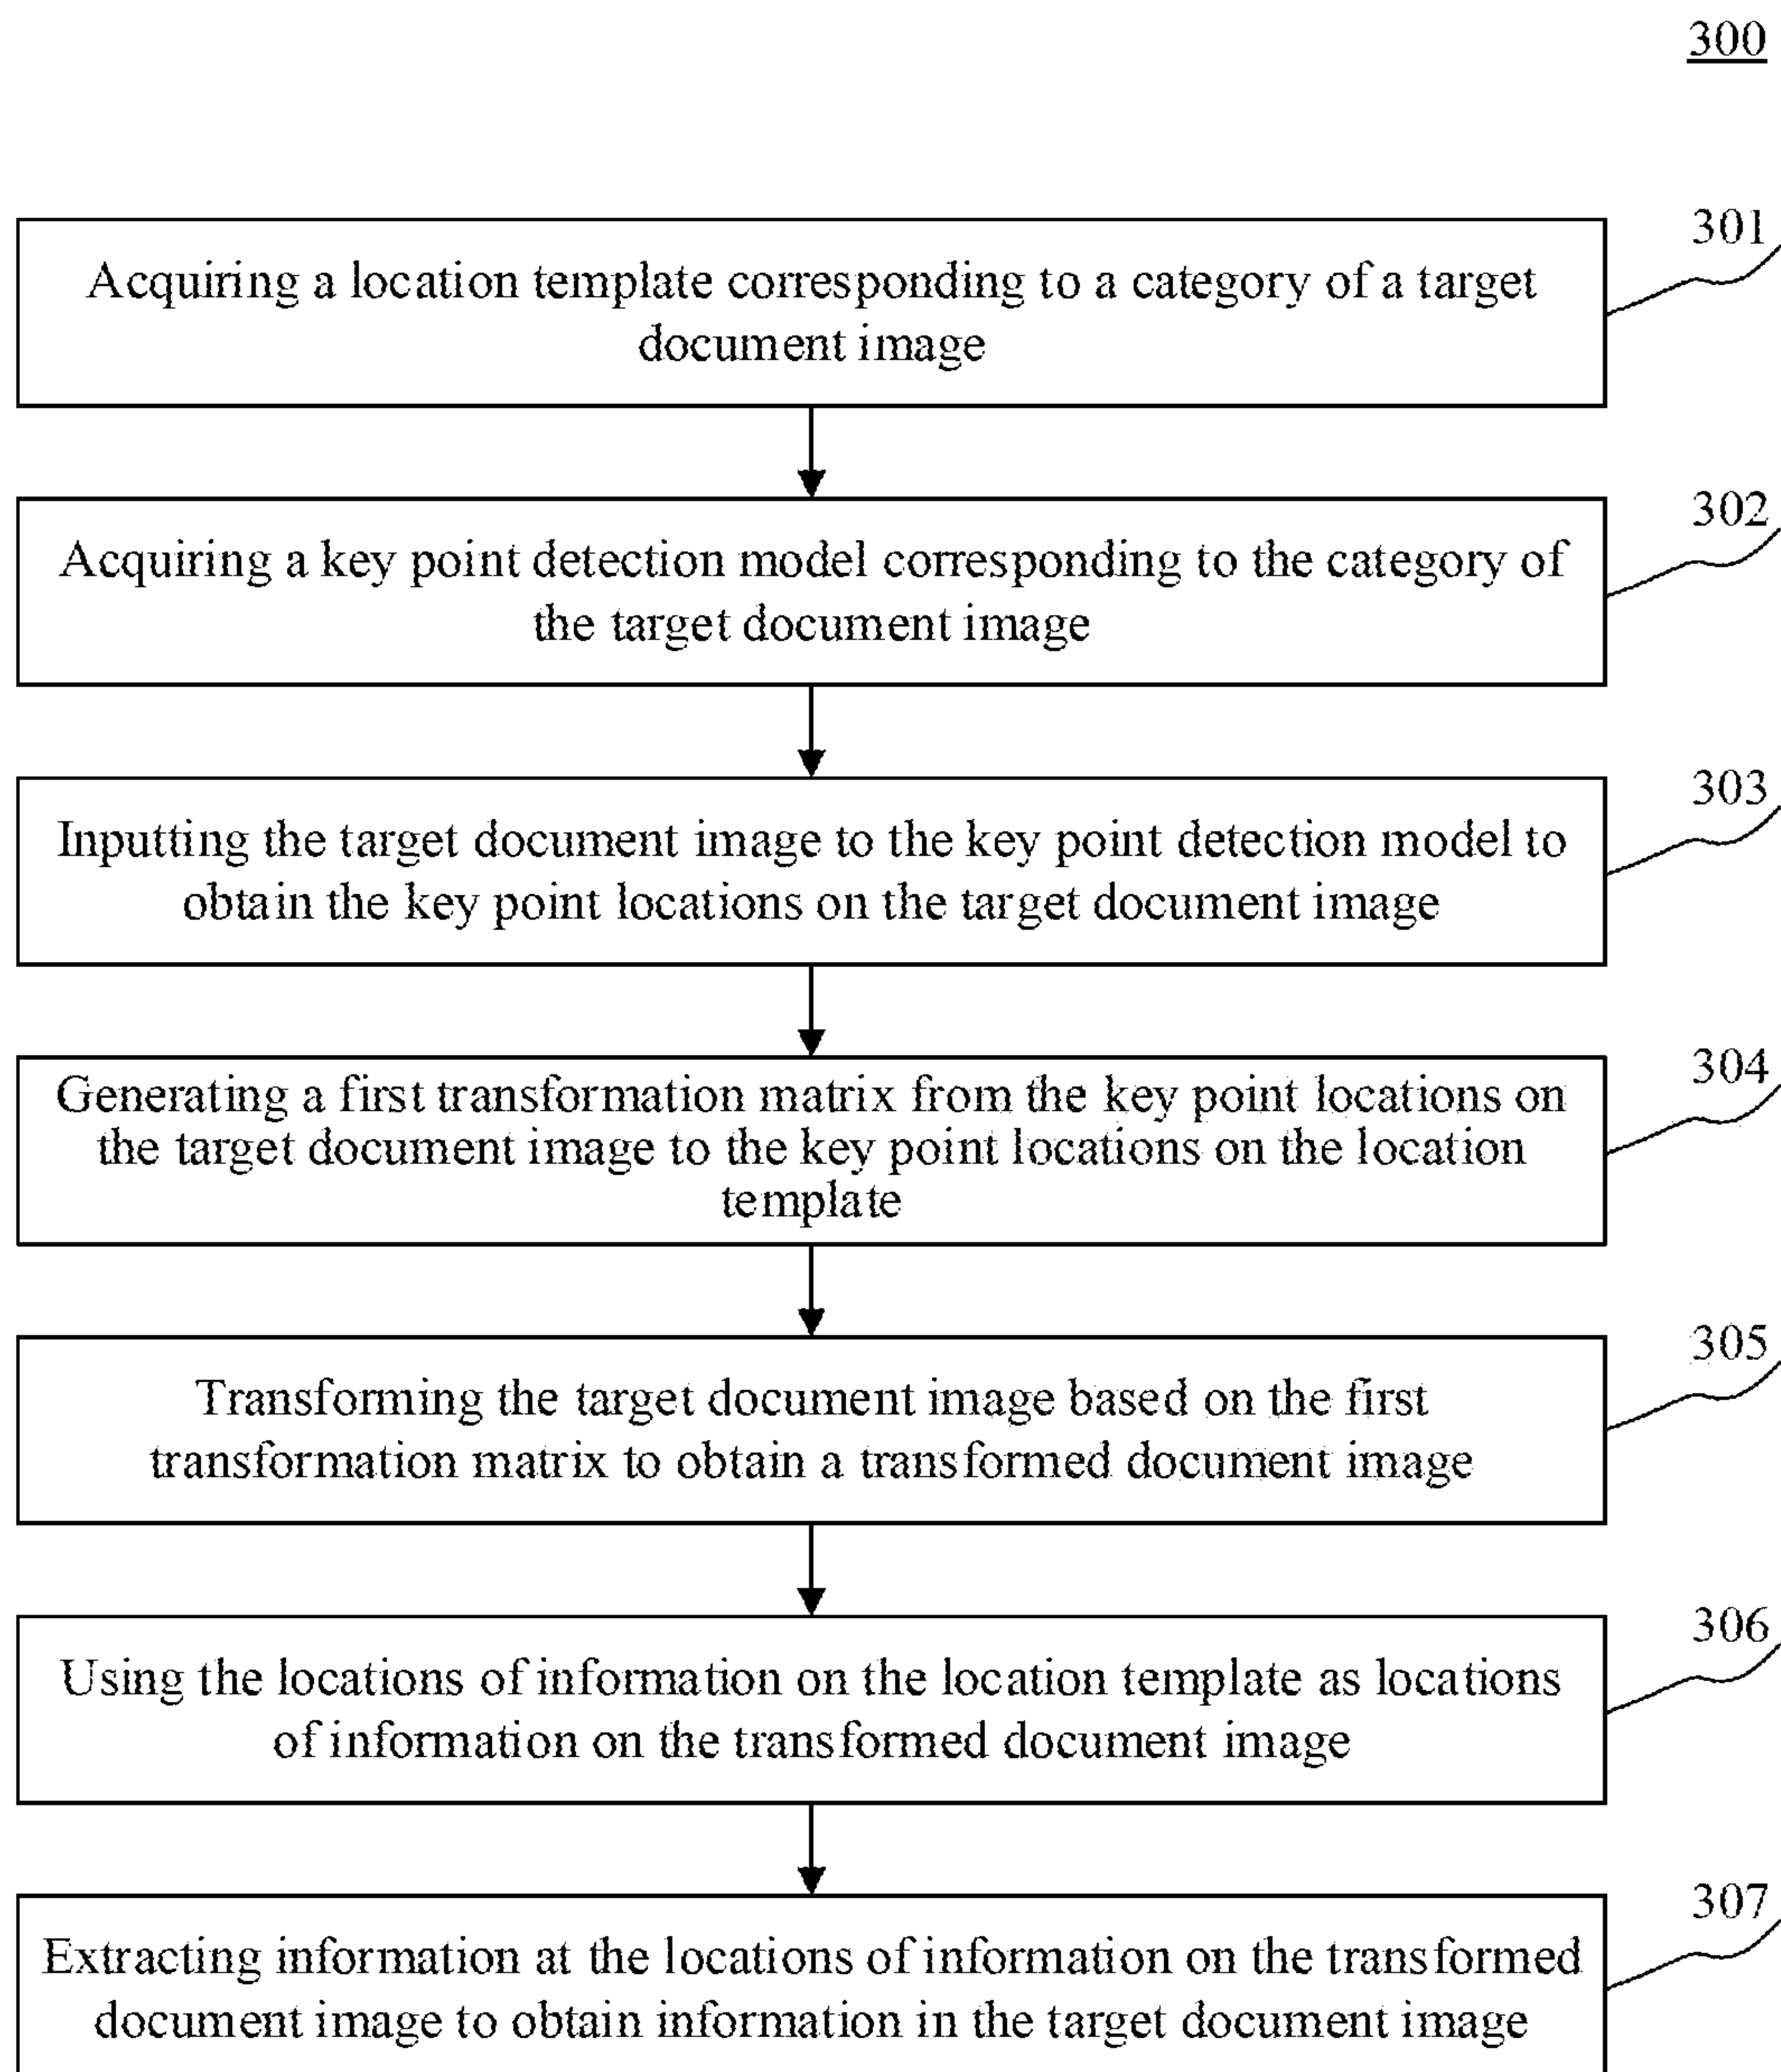 300
301
Acquiring a location template corresponding to a category of a target
document image
302
Acquiring a key point detection model corresponding to the category of
the target document image
303
Inputting the target document image to the key point detection model to
obtain the key point locations on the target document image
304
Generating a first transformation matrix from the key point locations on
the target document image to the key point locations on the location
template
305
Transforming the target document image based on the first
transformation matrix to obtain a transformed document image
306
Using the locations of information on the location template as locations
of information on the transformed document image
307
Extracting information at the locations of information on the transformed
document image to obtain information in the target document image